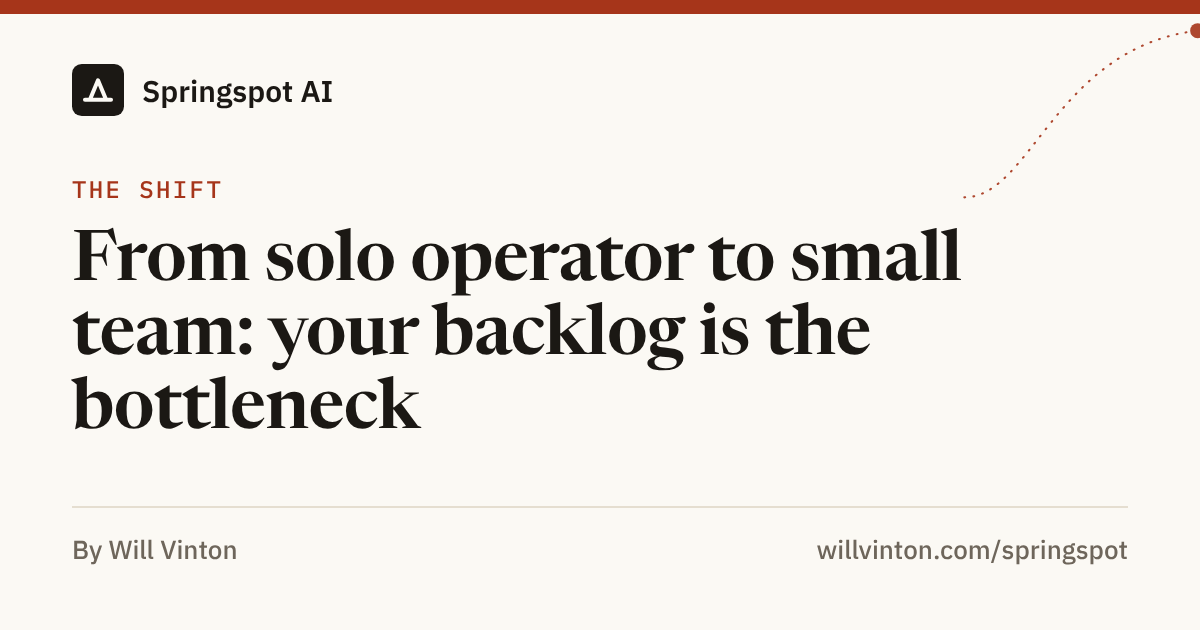 Springspot AI
THE SHIFT
From solo operator to small
team: your backlog is the
bottleneck
By Will Vinton
willvinton.com/springspot